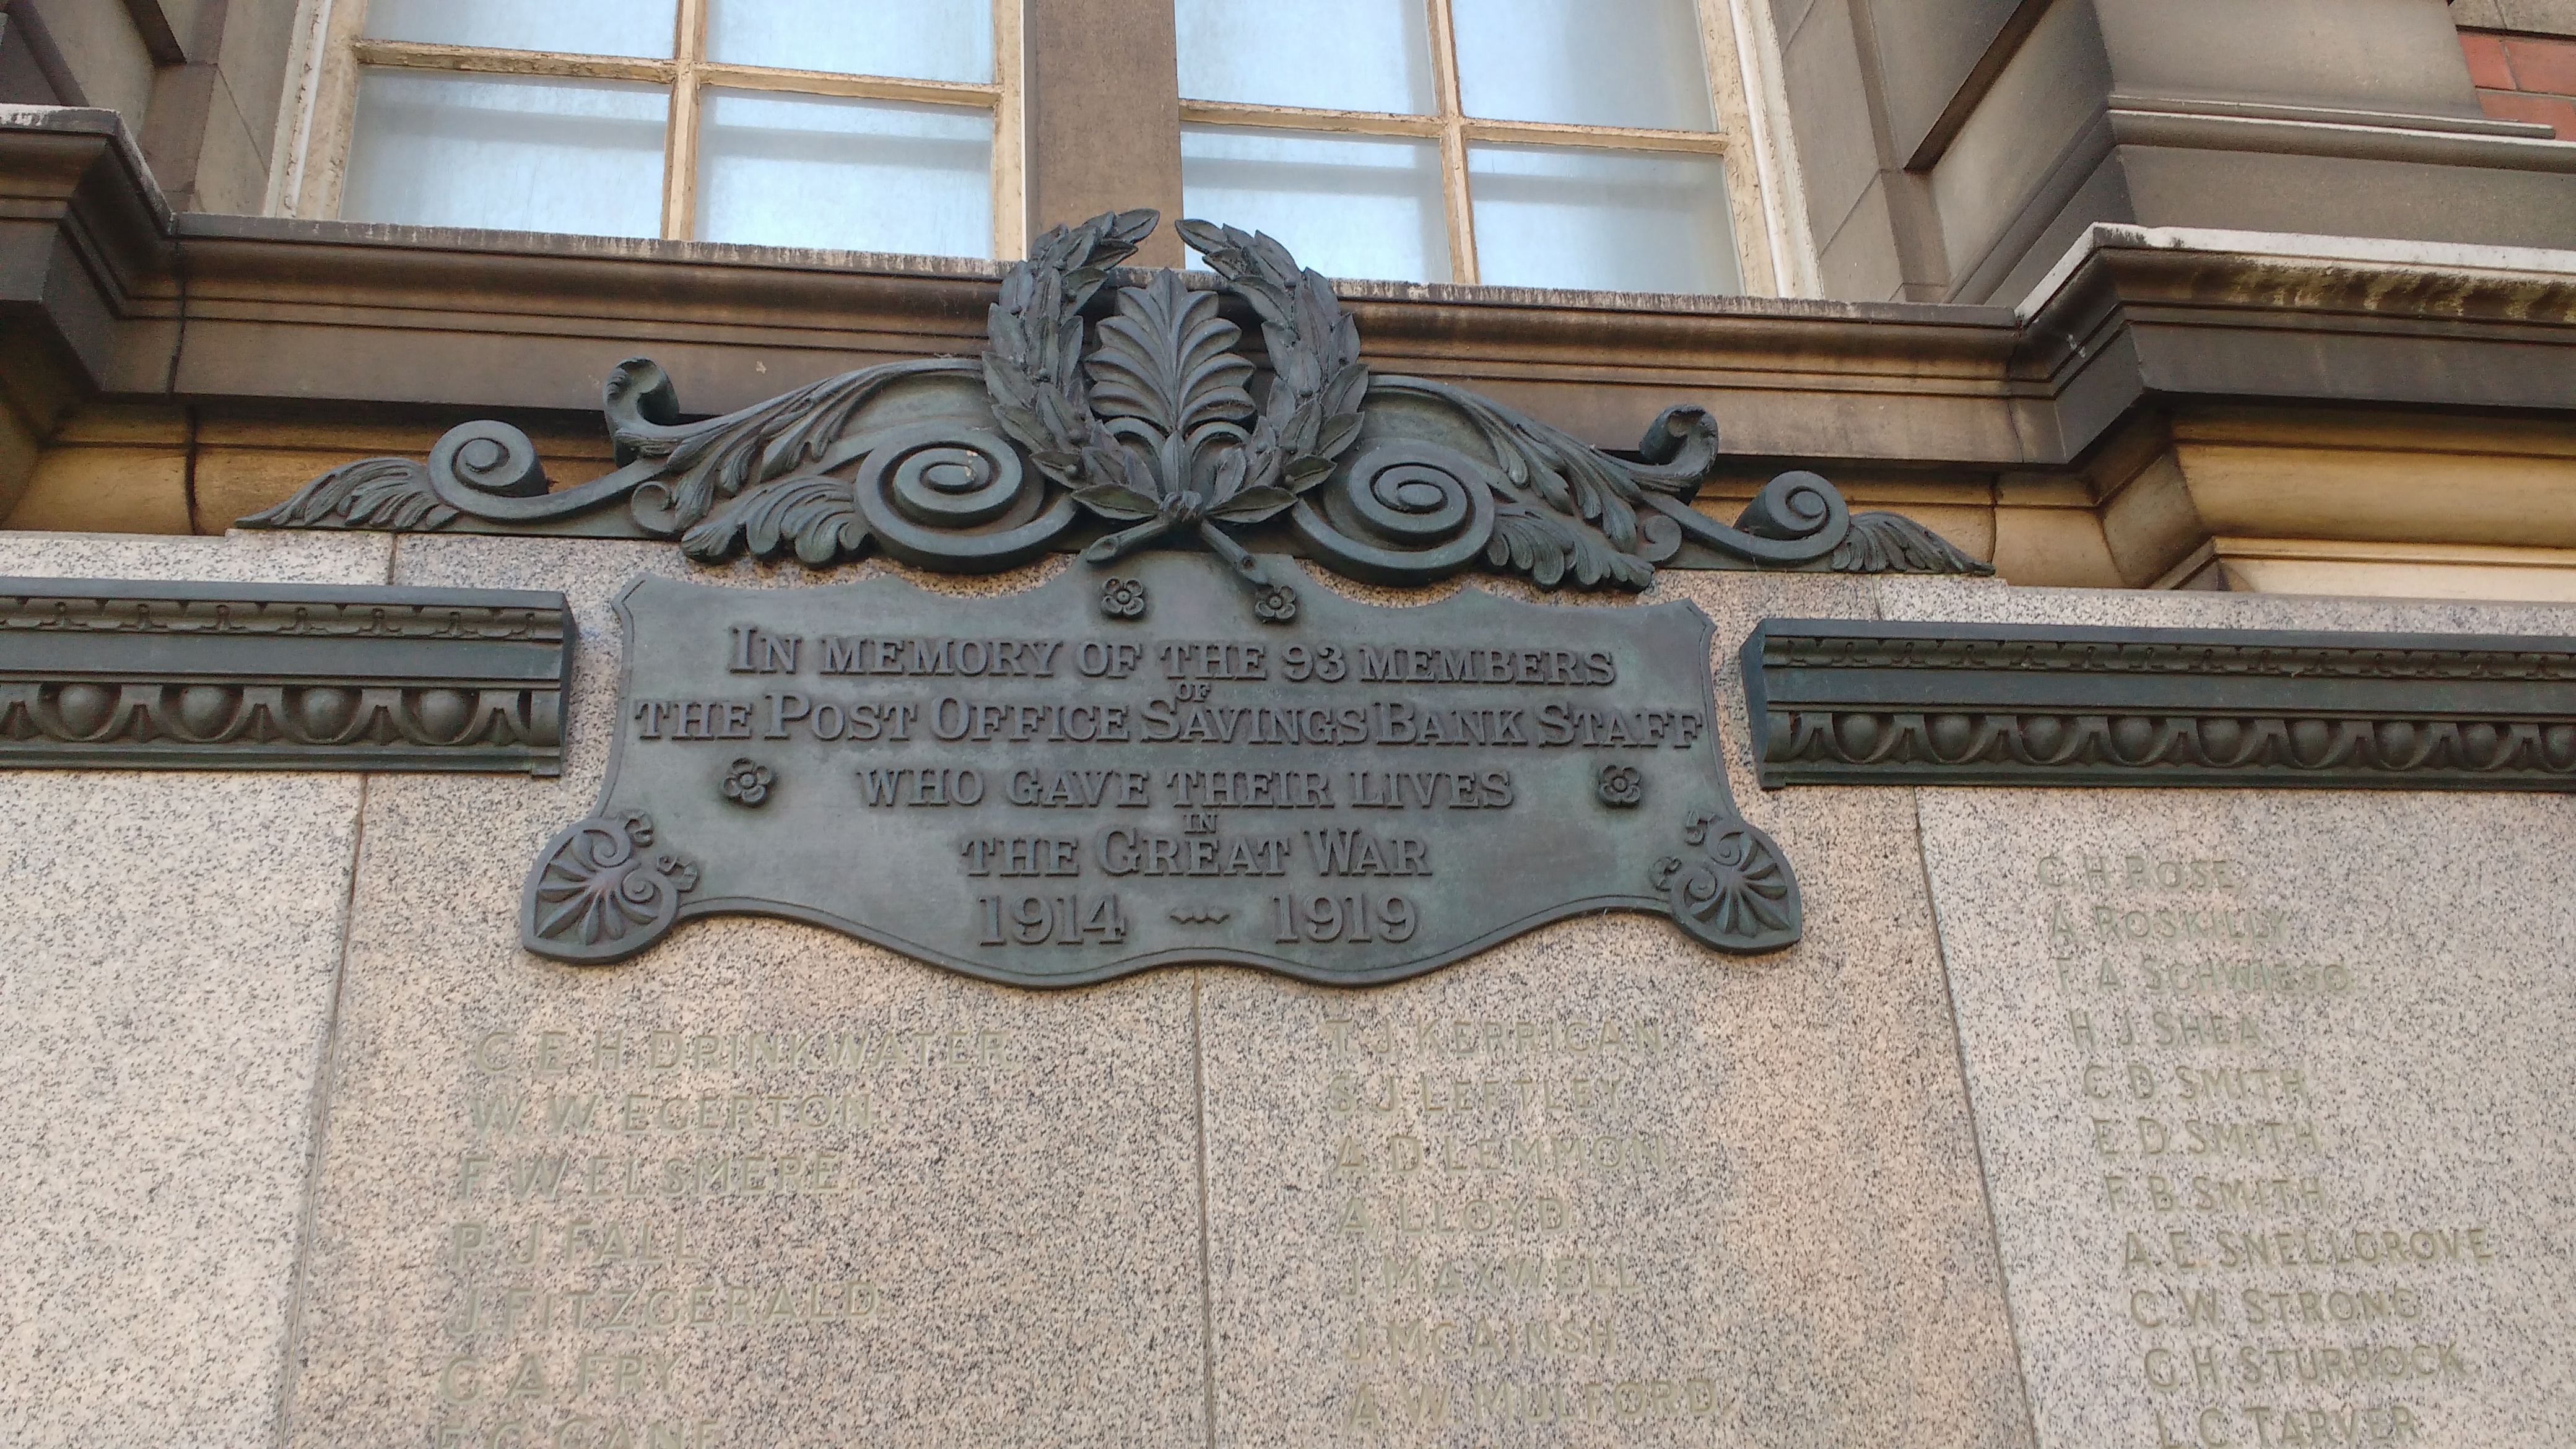 IN MEMORY OF THE 93 MEMBERS
OF
THE POST OFFICE SAVINGS BANK STAFF
WHO GAVE THEIR LIVES
IN
THE GREAT WAR
1914 ~ 1919
C E H DRINKWATER
W W EGERTON
F W ELSMERE
P J FALL
J FITZGERALD
C A FRY
T J KERRIGAN
S J LEFTLEY
A D LEMMON
A LLOYD
J MAXWELL
J MCAINSH
A W MULFORD
G H ROSE
A ROSKILLY
F A SCHWIESO
H J SHEA
C D SMITH
E D SMITH
F B SMITH
A E SNELLGROVE
C W STRONG
G H STURROCK
L C TARVER